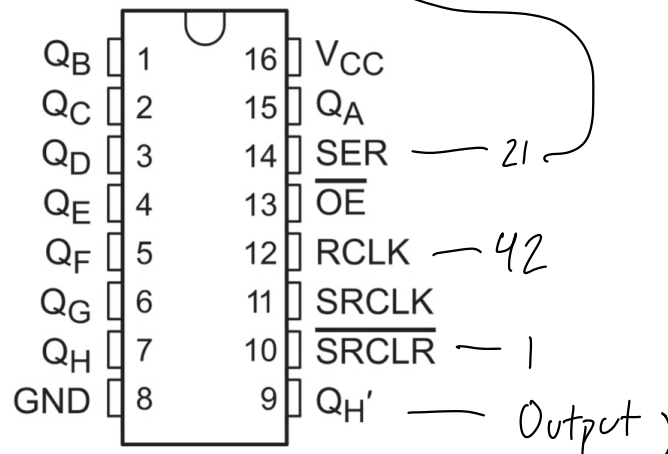 QB 1 16 VCC
QC 2 15 QA
QD 3 14 SER 21
QE 4 13 OE
QF 5 12 RCLK 42
QG 6 11 SRCLK
QH 7 10 SRCLR 1
GND 8 9 QH' Output